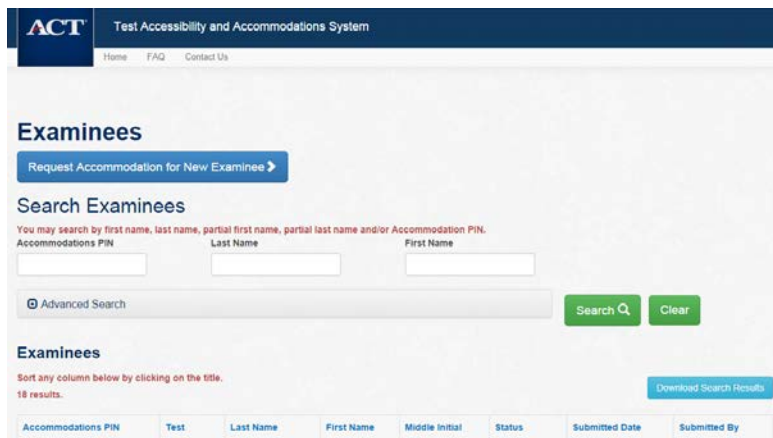 ACT Test Accessibility and Accommodations System
Home FAQ Contact Us
Examinees
Request Accommodation for New Examinee
Search Examinees
You may search by first name, last name, partial first name, partial last name and/or Accommodation PIN.
Accommodations PIN Last Name First Name
Advanced Search Search Clear
Examinees
Sort any column below by clicking on the title.
18 results. Download Search Results
Accommodations PIN Test Last Name First Name Middle Initial Status Submitted Date Submitted By